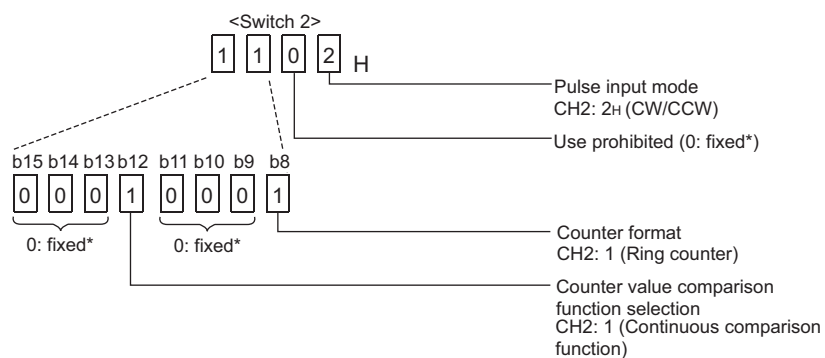 <Switch 2>
1 1 0 2 H
Pulse input mode
CH2: 2H (CW/CCW)
Use prohibited (0: fixed*)
b15 b14 b13 b12 b11 b10 b9 b8
0 0 0 1 0 0 0 1
0: fixed* 0: fixed*
Counter format
CH2: 1 (Ring counter)
Counter value comparison
function selection
CH2: 1 (Continuous comparison
function)